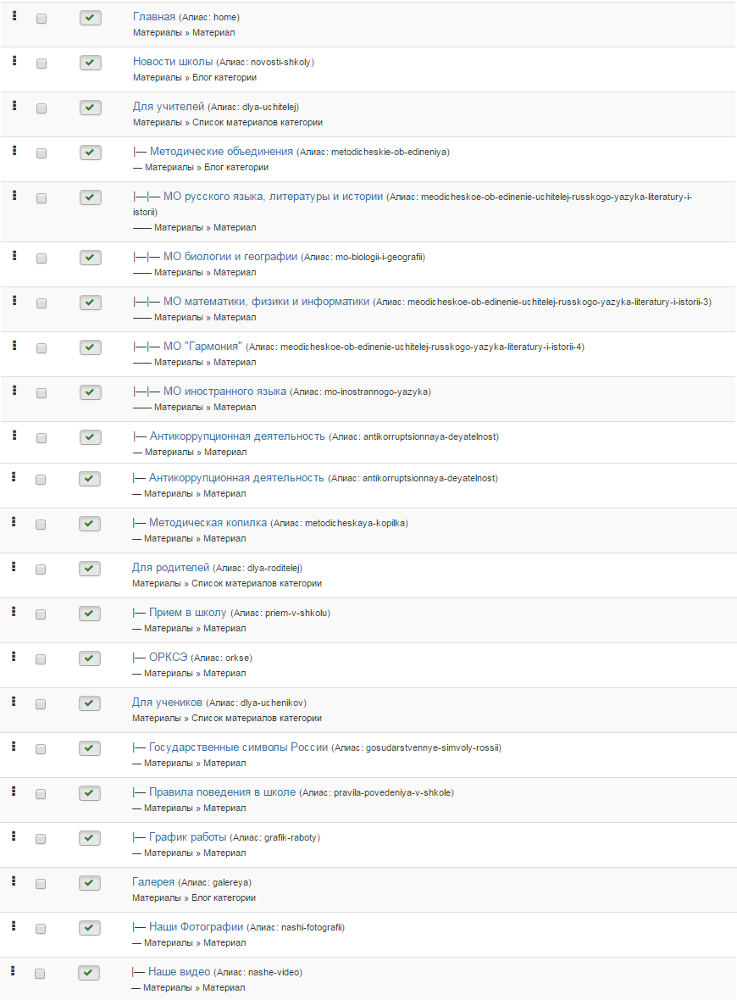 Главная (Алиас: home)
Материалы » Материал
Новости школы (Алиас: novosti-shkoly)
Материалы » Блог категории
Для учителей (Алиас: dlya-uchitelej)
Материалы » Список материалов категории
|— Методические объединения (Алиас: metodicheskie-ob-edineniya)
— Материалы » Блог категории
|—|— МО русского языка, литературы и истории (Алиас: meodicheskoe-ob-edinenie-uchitelej-russkogo-yazyka-literatury-i-
istorii)
—— Материалы » Материал
|—|— МО биологии и географии (Алиас: mo-biologii-i-geografii)
—— Материалы » Материал
|—|— МО математики, физики и информатики (Алиас: meodicheskoe-ob-edinenie-uchitelej-russkogo-yazyka-literatury-i-istorii-3)
—— Материалы » Материал
|—|— МО "Гармония" (Алиас: meodicheskoe-ob-edinenie-uchitelej-russkogo-yazyka-literatury-i-istorii-4)
—— Материалы » Материал
|—|— МО иностранного языка (Алиас: mo-inostrannogo-yazyka)
—— Материалы » Материал
|— Антикоррупционная деятельность (Алиас: antikorruptsionnaya-deyatelnost)
— Материалы » Материал
|— Антикоррупционная деятельность (Алиас: antikorruptsionnaya-deyatelnost)
— Материалы » Материал
|— Методическая копилка (Алиас: metodicheskaya-kopilka)
— Материалы » Материал
Для родителей (Алиас: dlya-roditelej)
Материалы » Список материалов категории
|— Прием в школу (Алиас: priem-v-shkolu)
— Материалы » Материал
|— ОРКСЭ (Алиас: orkse)
— Материалы » Материал
Для учеников (Алиас: dlya-uchenikov)
Материалы » Список материалов категории
|— Государственные символы России (Алиас: gosudarstvennye-simvoly-rossii)
— Материалы » Материал
|— Правила поведения в школе (Алиас: pravila-povedeniya-v-shkole)
— Материалы » Материал
|— График работы (Алиас: grafik-raboty)
— Материалы » Материал
Галерея (Алиас: galereya)
Материалы » Блог категории
|— Наши Фотографии (Алиас: nashi-fotografii)
— Материалы » Материал
|— Наше видео (Алиас: nashe-video)
— Материалы » Материал